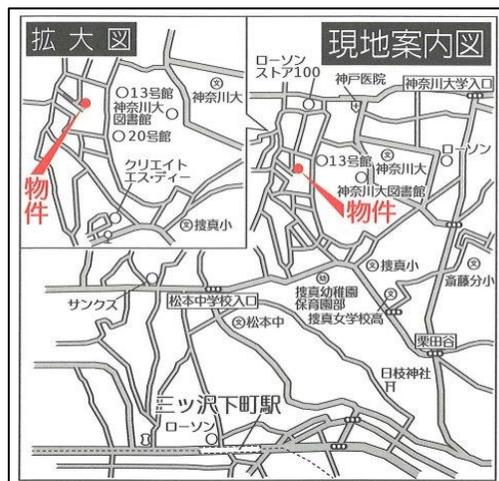 拡大図
13号館
神奈川大
図書館
20号館
神奈川大
クリエイト
エス・ディー
物件
捜真小
現地案内図
ローソン
ストア100
神戸医院
神奈川大学入口
13号館
神奈川大
ローソン
神奈川大図書館
物件
捜真小
斎藤分小
捜真幼稚園
保育園部
捜真女学校高
サンクス
松本中学校入口
松本中
栗田谷
日枝神社
三ッ沢下町駅
ローソン